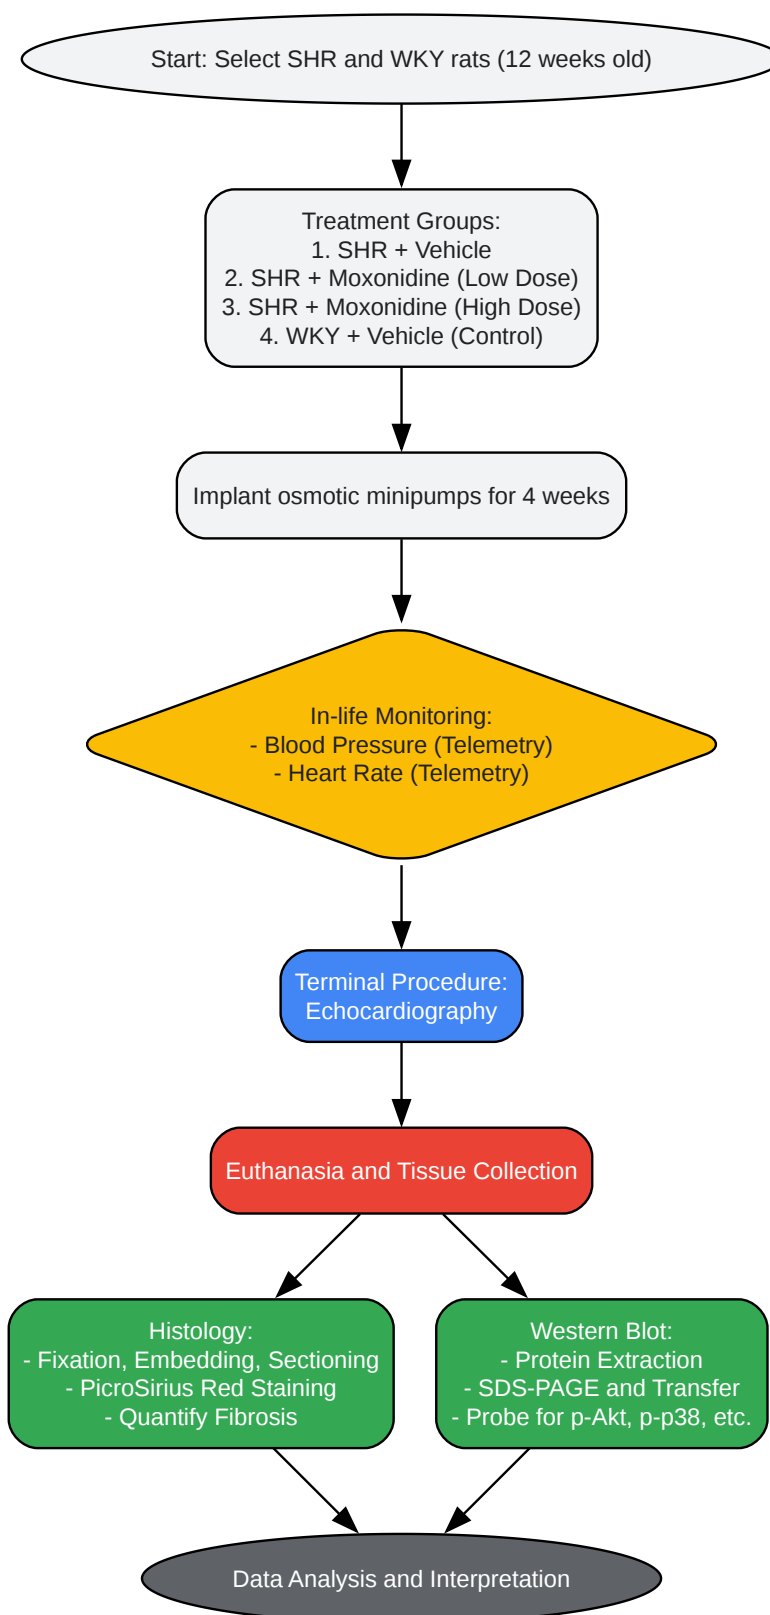 Start: Select SHR and WKY rats (12 weeks old)
Treatment Groups:
1. SHR + Vehicle
2. SHR + Moxonidine (Low Dose)
3. SHR + Moxonidine (High Dose)
4. WKY + Vehicle (Control)
Implant osmotic minipumps for 4 weeks
In-life Monitoring:
- Blood Pressure (Telemetry)
- Heart Rate (Telemetry)
Terminal Procedure:
Echocardiography
Euthanasia and Tissue Collection
Histology:
- Fixation, Embedding, Sectioning
- PicroSirius Red Staining
- Quantify Fibrosis
Western Blot:
- Protein Extraction
- SDS-PAGE and Transfer
- Probe for p-Akt, p-p38, etc.
Data Analysis and Interpretation